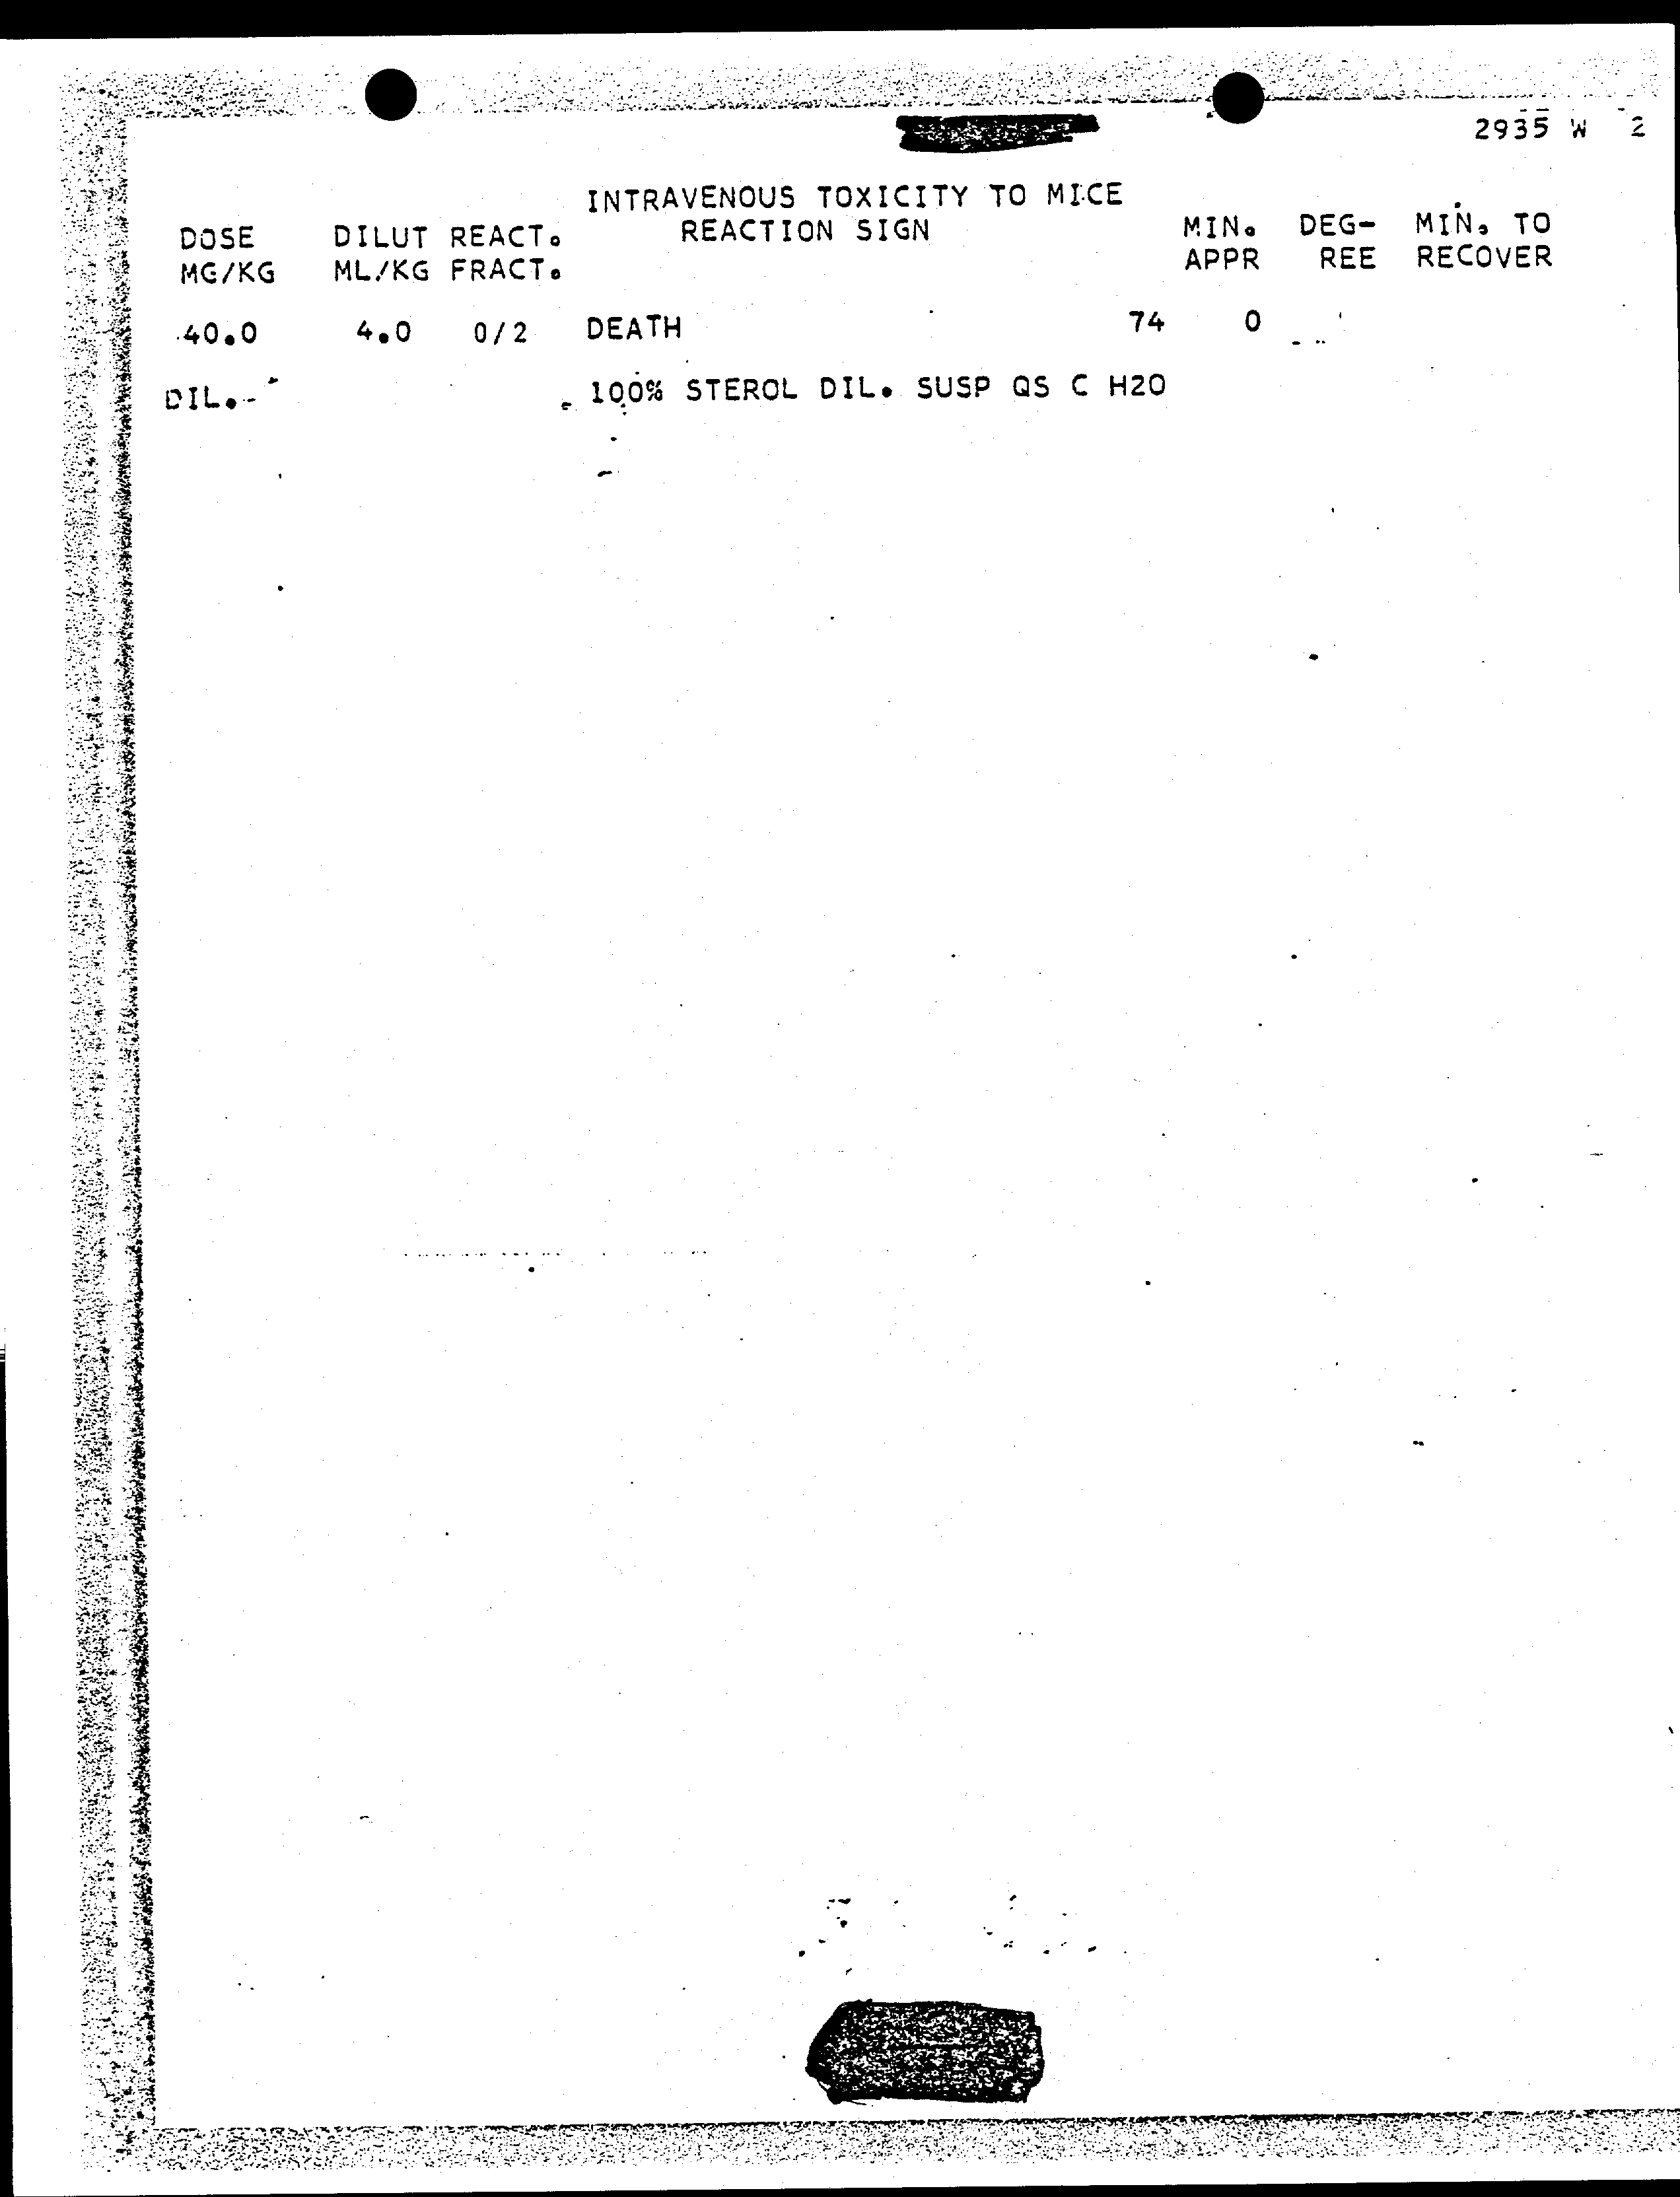 2935 W 2
INTRAVENOUS TOXICITY TO MICE
DOSE DILUT REACT. REACTION SIGN MIN. DEG- MIN. TO
MG/KG ML/KG FRACT. APPR REE RECOVER
40.0 4.0 0/2 DEATH 74 0
DIL.- 100% STEROL DIL. SUSP QS C H2O